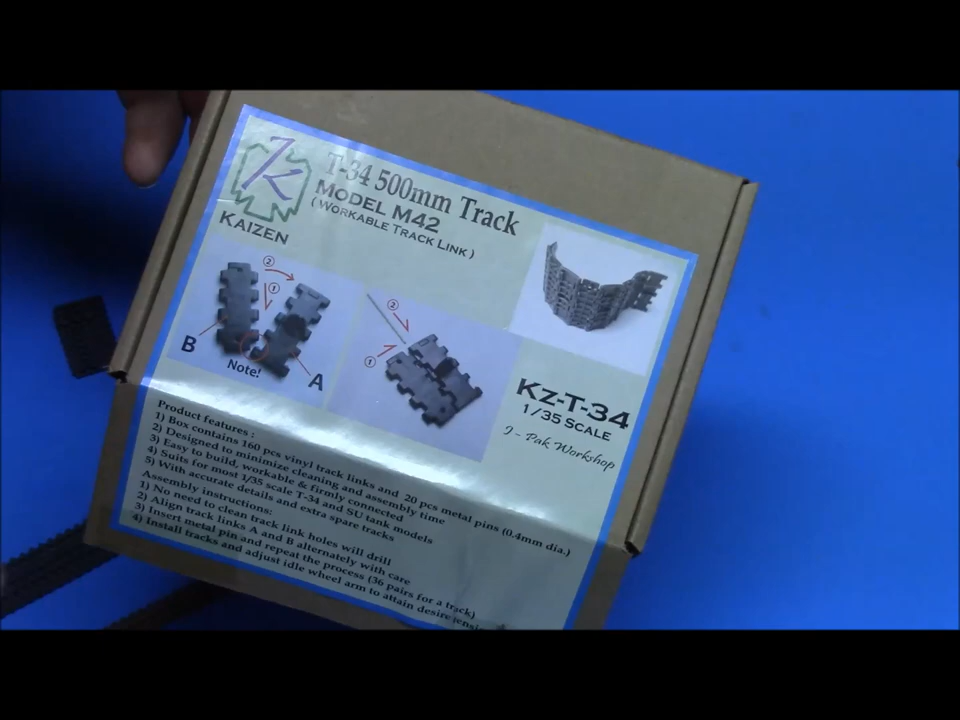 T-34 500mm Track
MODEL M42
(WORKABLE TRACK LINK)
KAIZEN
②
①
B
Note!
A
②
①
KZ-T-34
1/35 SCALE
J-Pak Workshop
Product features :
1) Box contains 160 pcs vinyl track links and 20 pcs metal pins (0.4mm dia.)
2) Designed to minimize cleaning and assembly time
3) Easy to build, workable & firmly connected
4) Suits for most 1/35 scale T-34 and SU tank models
5) With accurate details and extra spare tracks
Assembly instructions:
1) No need to clean track link holes will drill
2) Align track links A and B alternately with care
3) Insert metal pin and repeat the process (36 pairs for a track)
4) Install tracks and adjust idle wheel arm to attain desire